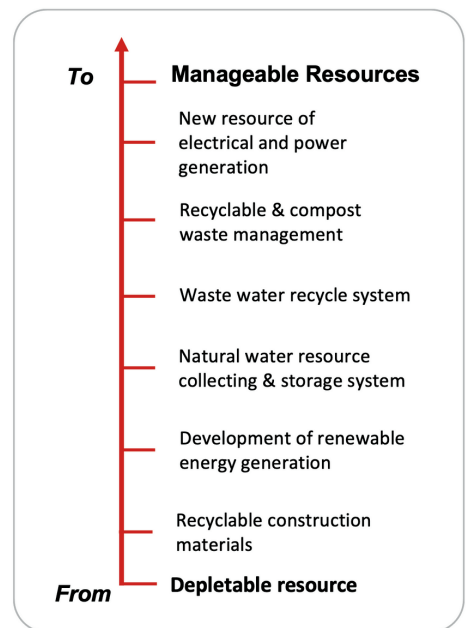 To
Manageable Resources
New resource of
electrical and power
generation
Recyclable & compost
waste management
Waste water recycle system
Natural water resource
collecting & storage system
Development of renewable
energy generation
Recyclable construction
materials
From
Depletable resource